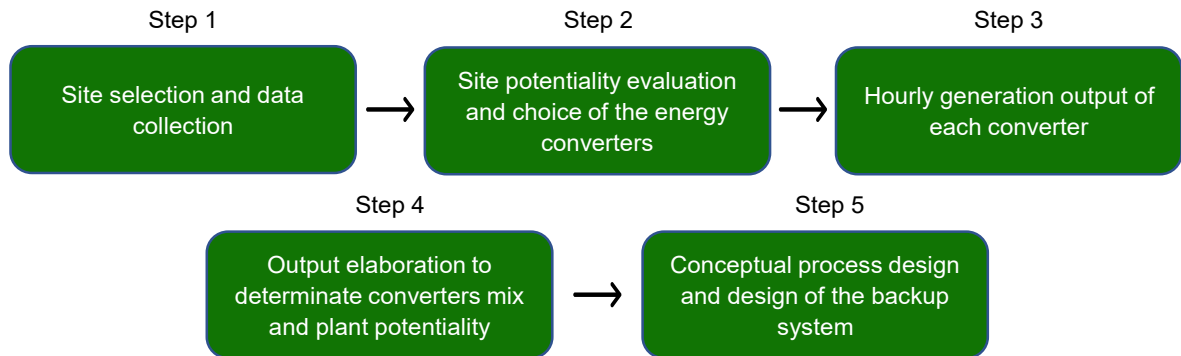 Step 1
Site selection and data
collection
Step 2
Site potentiality evaluation
and choice of the energy
converters
Step 3
Hourly generation output of
each converter
Step 4
Output elaboration to
determinate converters mix
and plant potentiality
Step 5
Conceptual process design
and design of the backup
system